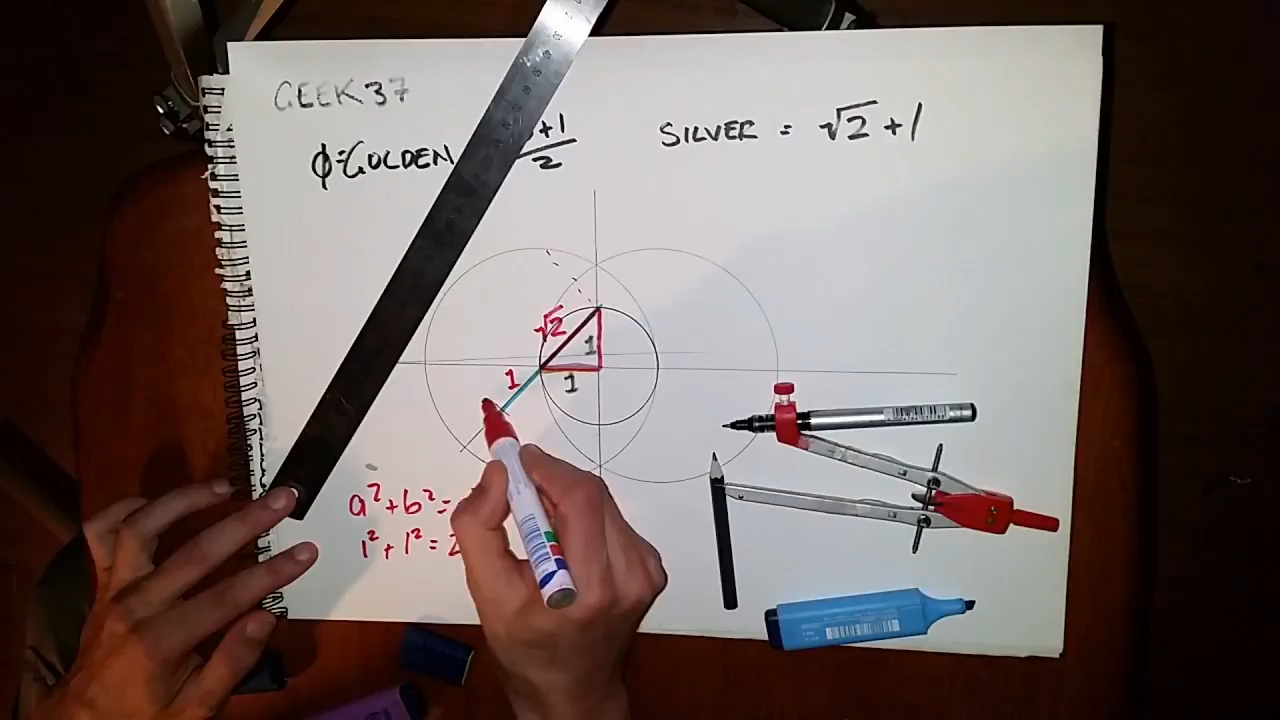 GEEK37
ϕ=GOLDEN +1/2
SILVER = √2+1
√2
1
1
1
a²+b²=
1²+1²=2